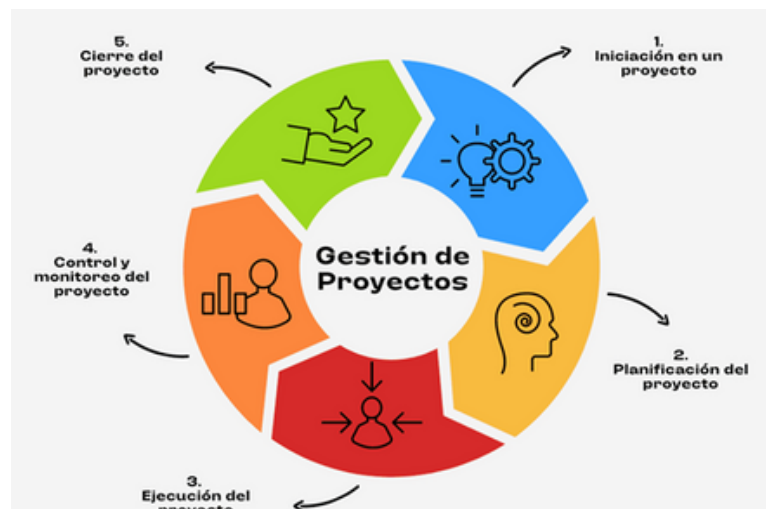 Gestión de
Proyectos
1.
Iniciación en un
proyecto
2.
Planificación del
proyecto
3.
Ejecución del
proyecto
4.
Control y
monitoreo del
proyecto
5.
Cierre del
proyecto